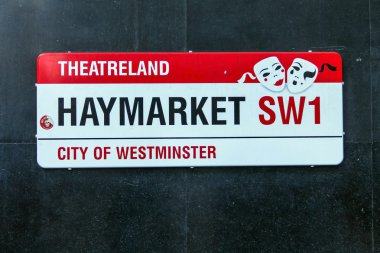 THEATRELAND
HAYMARKET SW1
CITY OF WESTMINSTER